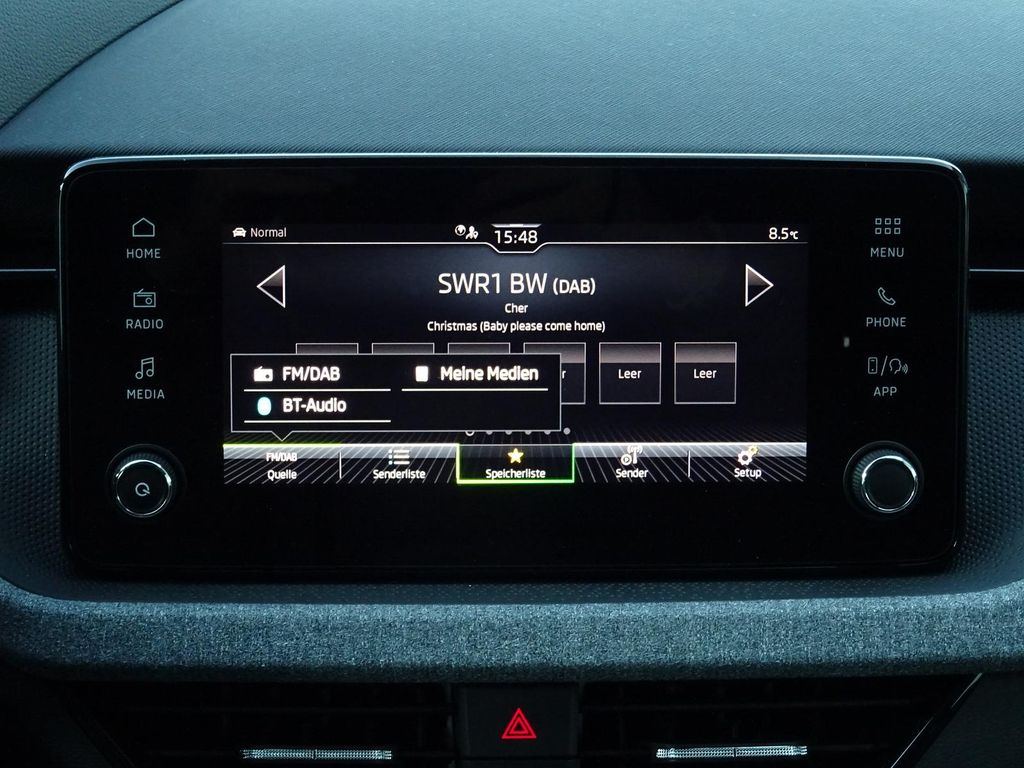 Normal
15:48
8.5°C
HOME
MENU
SWR1 BW (DAB)
Cher
Christmas (Baby please come home)
RADIO
PHONE
MEDIA
APP
FM/DAB
Meine Medien
BT-Audio
r
Leer
Leer
FM/DAB
Quelle
Senderliste
Speicherliste
Sender
Setup